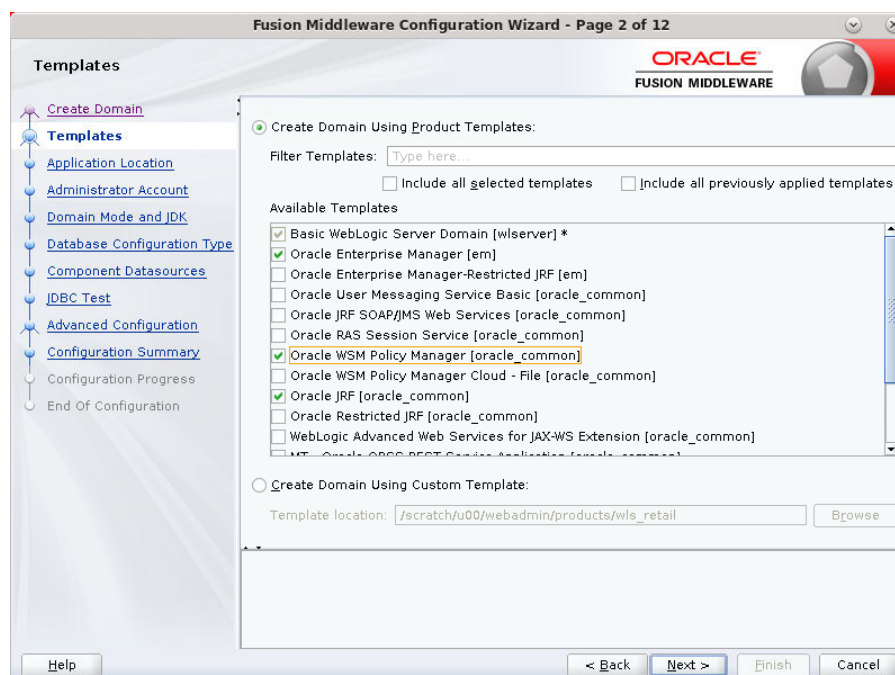 Fusion Middleware Configuration Wizard - Page 2 of 12
Templates
ORACLE
FUSION MIDDLEWARE
Create Domain
Templates
Application Location
Administrator Account
Domain Mode and JDK
Database Configuration Type
Component Datasources
JDBC Test
Advanced Configuration
Configuration Summary
Configuration Progress
End Of Configuration
Create Domain Using Product Templates:
Filter Templates: Type here...
Include all selected templates Include all previously applied templates
Available Templates
Basic WebLogic Server Domain [wlserver] *
Oracle Enterprise Manager [em]
Oracle Enterprise Manager-Restricted JRF [em]
Oracle User Messaging Service Basic [oracle_common]
Oracle JRF SOAP/JMS Web Services [oracle_common]
Oracle RAS Session Service [oracle_common]
Oracle WSM Policy Manager [oracle_common]
Oracle WSM Policy Manager Cloud - File [oracle_common]
Oracle JRF [oracle_common]
Oracle Restricted JRF [oracle_common]
WebLogic Advanced Web Services for JAX-WS Extension [oracle_common]
MT - Oracle OPSS REST Service Application [oracle_common]
Create Domain Using Custom Template:
Template location: /scratch/u00/webadmin/products/wls_retail Browse
Help < Back Next > Finish Cancel